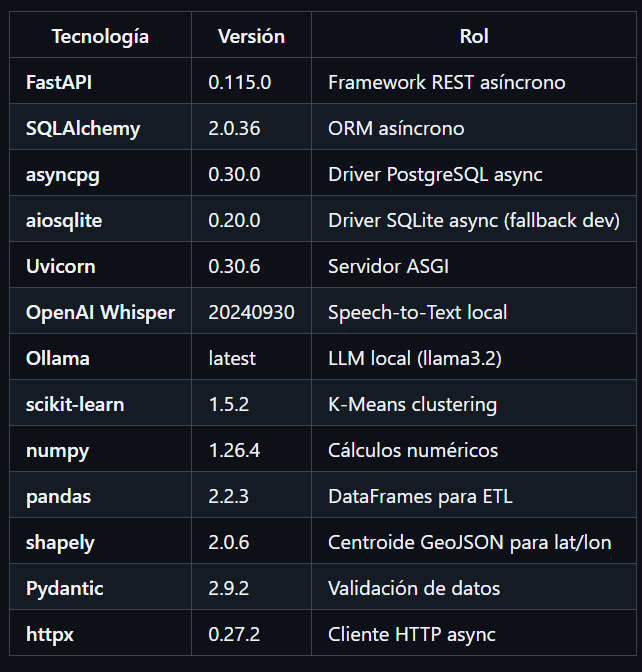 Tecnología Versión Rol
FastAPI 0.115.0 Framework REST asíncrono
SQLAlchemy 2.0.36 ORM asíncrono
asyncpg 0.30.0 Driver PostgreSQL async
aiosqlite 0.20.0 Driver SQLite async (fallback dev)
Uvicorn 0.30.6 Servidor ASGI
OpenAI Whisper 20240930 Speech-to-Text local
Ollama latest LLM local (llama3.2)
scikit-learn 1.5.2 K-Means clustering
numpy 1.26.4 Cálculos numéricos
pandas 2.2.3 DataFrames para ETL
shapely 2.0.6 Centroide GeoJSON para lat/lon
Pydantic 2.9.2 Validación de datos
httpx 0.27.2 Cliente HTTP async